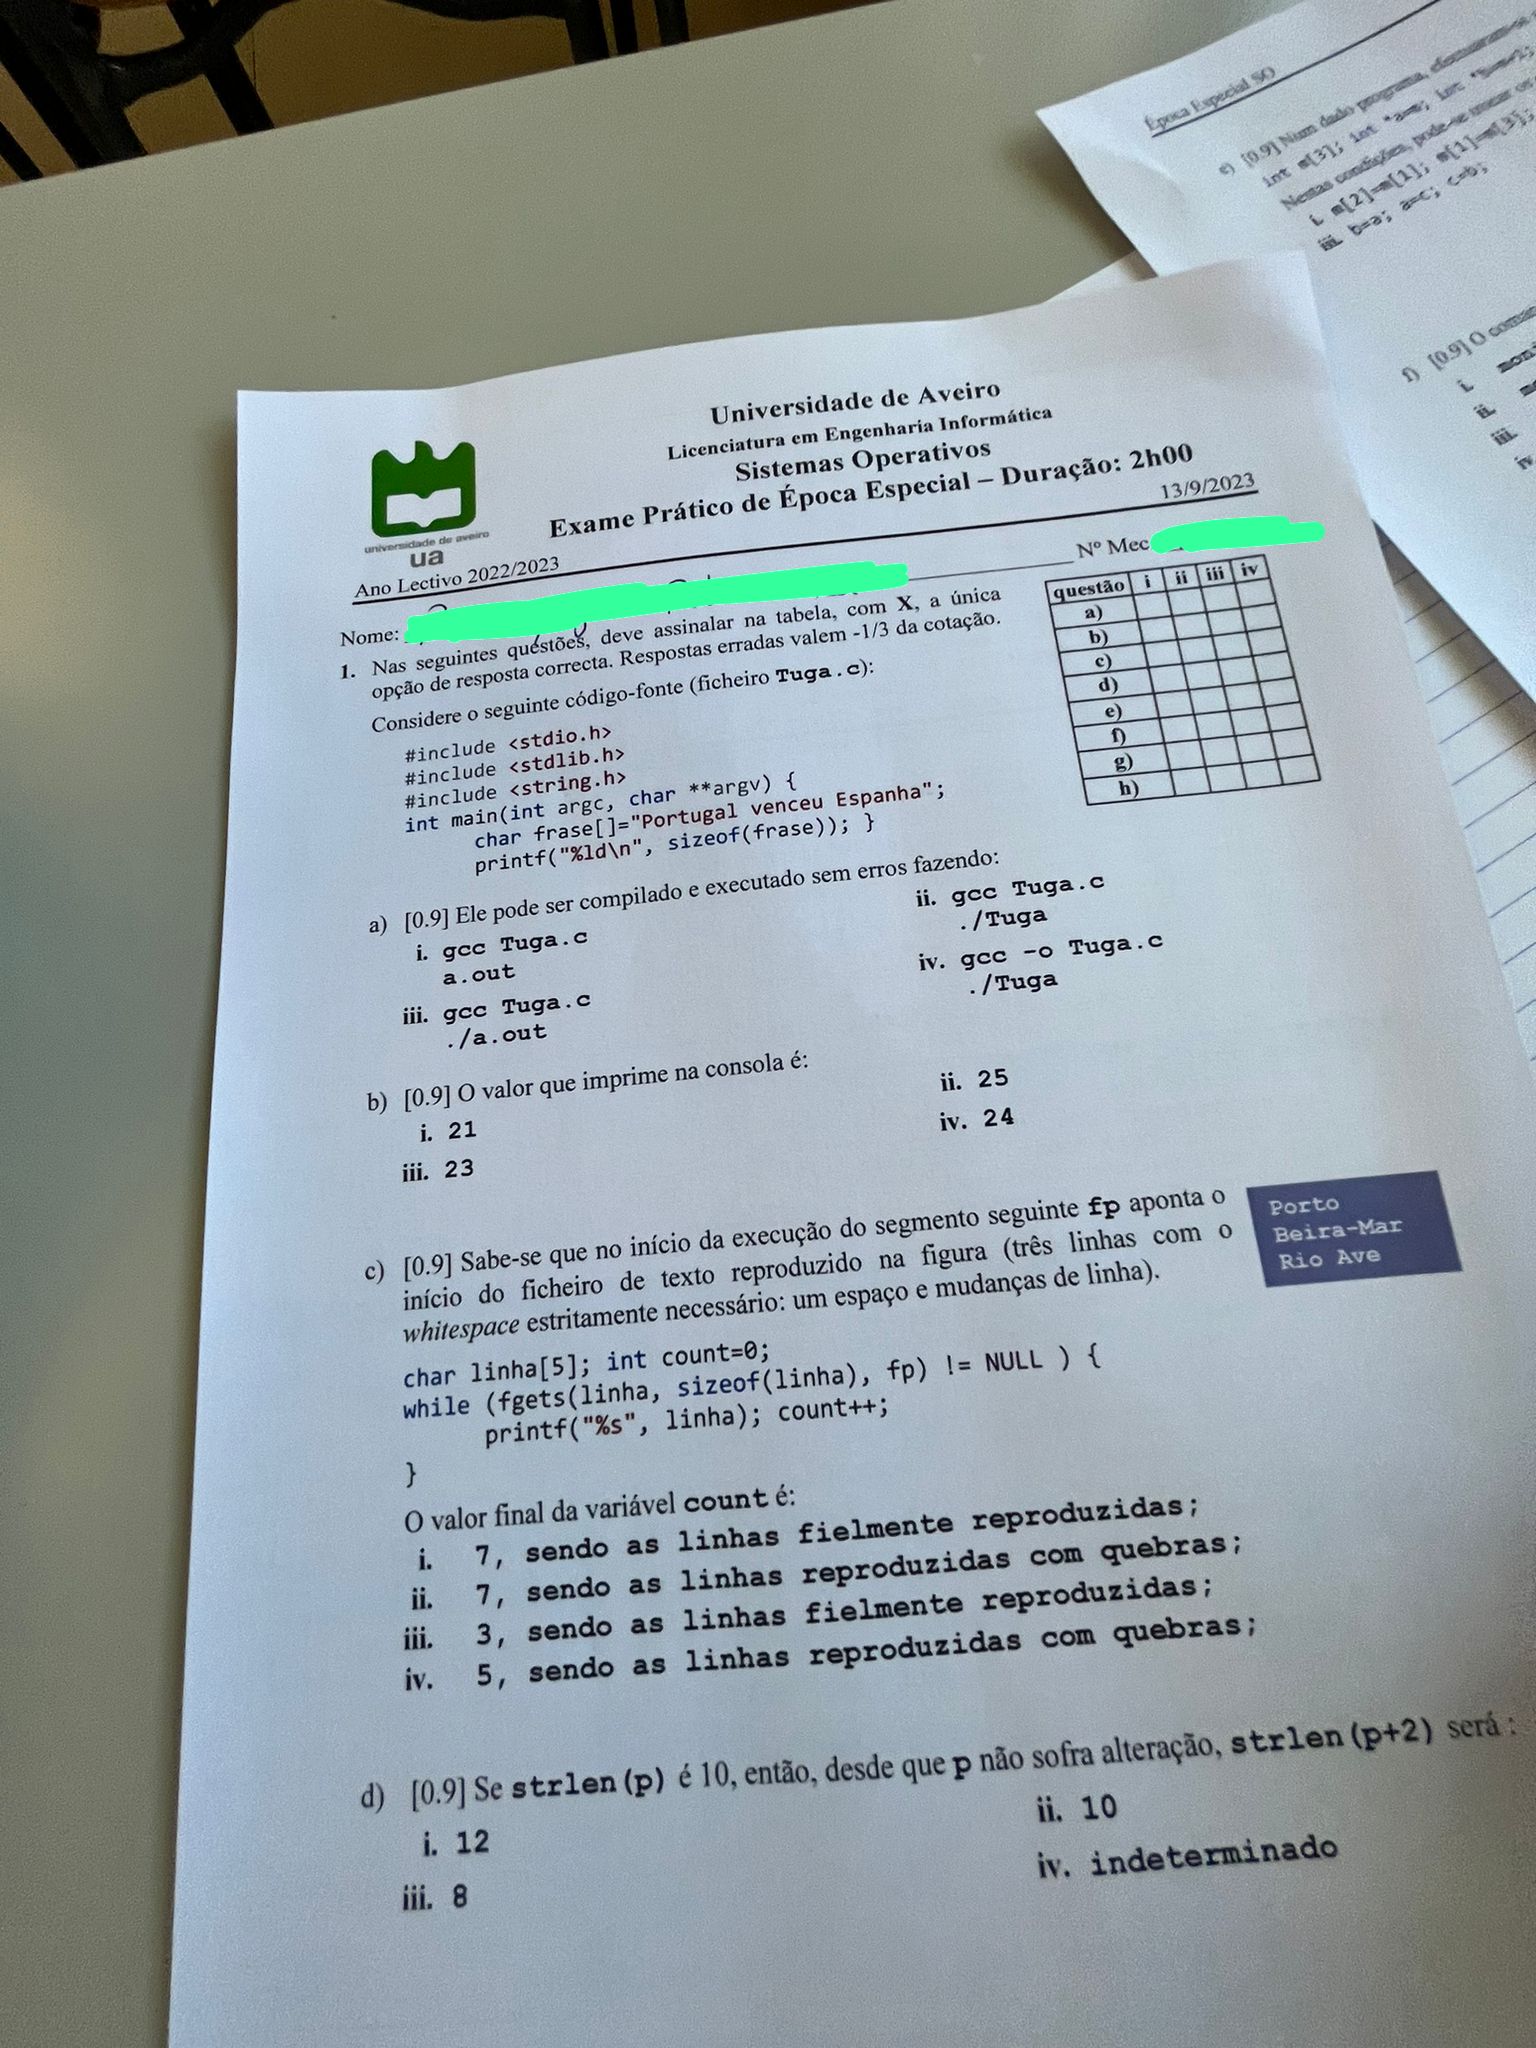 Universidade de Aveiro
Licenciatura em Engenharia Informática
Sistemas Operativos
Exame Prático de Época Especial – Duração: 2h00
universidade de aveiro
ua
Ano Lectivo 2022/2023
13/9/2023
Nome:
Nº Mec
1. Nas seguintes questões, deve assinalar na tabela, com X, a única
opção de resposta correcta. Respostas erradas valem -1/3 da cotação.
questão i ii iii iv
a)
b)
c)
d)
e)
f)
g)
h)
Considere o seguinte código-fonte (ficheiro Tuga.c):
#include <stdio.h>
#include <stdlib.h>
#include <string.h>
int main(int argc, char **argv) {
char frase[]="Portugal venceu Espanha";
printf("%ld\n", sizeof(frase)); }
a) [0.9] Ele pode ser compilado e executado sem erros fazendo:
i. gcc Tuga.c
a.out
ii. gcc Tuga.c
./Tuga
iii. gcc Tuga.c
./a.out
iv. gcc -o Tuga.c
./Tuga
b) [0.9] O valor que imprime na consola é:
i. 21
ii. 25
iii. 23
iv. 24
c) [0.9] Sabe-se que no início da execução do segmento seguinte fp aponta o
início do ficheiro de texto reproduzido na figura (três linhas com o
whitespace estritamente necessário: um espaço e mudanças de linha).
Porto
Beira-Mar
Rio Ave
char linha[5]; int count=0;
while (fgets(linha, sizeof(linha), fp) != NULL ) {
printf("%s", linha); count++;
}
O valor final da variável count é:
i. 7, sendo as linhas fielmente reproduzidas;
ii. 7, sendo as linhas reproduzidas com quebras;
iii. 3, sendo as linhas fielmente reproduzidas;
iv. 5, sendo as linhas reproduzidas com quebras;
d) [0.9] Se strlen(p) é 10, então, desde que p não sofra alteração, strlen(p+2) será :
i. 12
ii. 10
iii. 8
iv. indeterminado
Época Especial SO
e) [0.9] Num dado programa,
int m[3]; int *a=m; int
Nestas condições, pode-se trocar os
i. m[2]=m[1]; m[1]=m[3];
iii. b=a; a=c; c=b;
f) [0.9] O
i.
ii.
iii.
iv